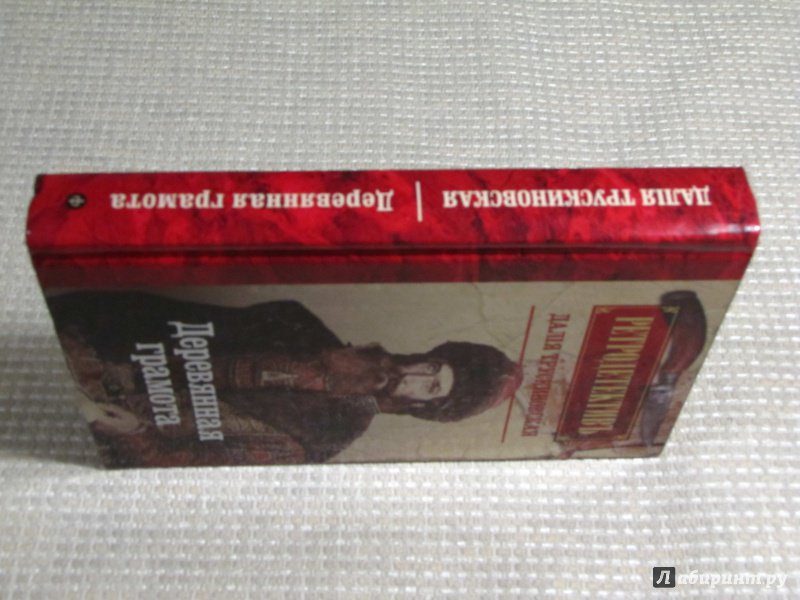 ДАЛИЯ ТРУСКИНОВСКАЯ
Деревянная грамота
РЕТРОДЕТЕКТИВЪ
ДАЛИЯ ТРУСКИНОВСКАЯ
Деревянная
грамота
Лабиринт.ру